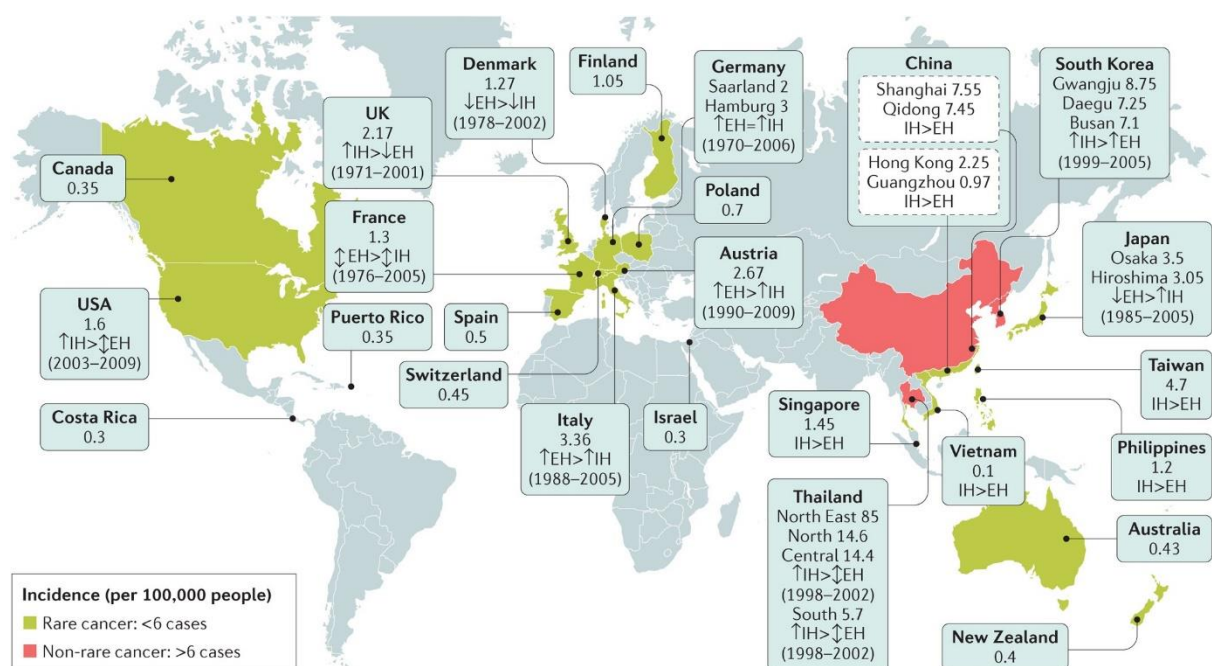 Denmark
1.27
↓EH>↓IH
(1978–2002)
Finland
1.05
Germany
Saarland 2
Hamburg 3
↑EH=↑IH
(1970–2006)
China
Shanghai 7.55
Qidong 7.45
IH>EH
Hong Kong 2.25
Guangzhou 0.97
IH>EH
South Korea
Gwangju 8.75
Daegu 7.25
Busan 7.1
↑IH>↑EH
(1999–2005)
UK
2.17
↑IH>↓EH
(1971–2001)
Canada
0.35
Poland
0.7
France
1.3
↕EH>↕IH
(1976–2005)
Austria
2.67
↑EH>↑IH
(1990–2009)
Japan
Osaka 3.5
Hiroshima 3.05
↓EH>↑IH
(1985–2005)
USA
1.6
↑IH>↕EH
(2003–2009)
Puerto Rico
0.35
Spain
0.5
Switzerland
0.45
Taiwan
4.7
IH>EH
Costa Rica
0.3
Italy
3.36
↑EH>↑IH
(1988–2005)
Israel
0.3
Singapore
1.45
IH>EH
Vietnam
0.1
IH>EH
Philippines
1.2
IH>EH
Thailand
North East 85
North 14.6
Central 14.4
↑IH>↕EH
(1998–2002)
South 5.7
↑IH>↕EH
(1998–2002)
Australia
0.43
New Zealand
0.4
Incidence (per 100,000 people)
Rare cancer: <6 cases
Non-rare cancer: >6 cases